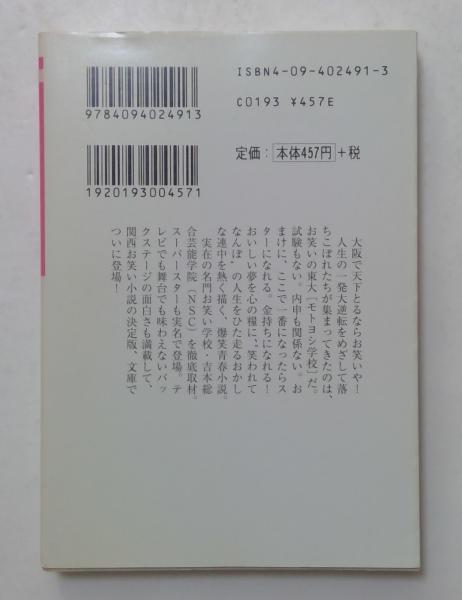 ISBN4-09-402491-3
C0193 ¥457E
9784094024913
定価：本体457円＋税
1920193004571
大阪で天下とるならお笑いや！
人生の一発大逆転をめざして落
ちこぼれたちが集まってきたのは、
お笑いの東大［モトヨシ学校］だ。
試験もない。内申も関係ない。お
まけに、ここで一番になったらス
ターになれる。金持ちになれる！
おいしい夢を心の糧に、〝笑われて
なんぼ〟の人生をひた走るおかし
な連中を熱く描く、爆笑青春小説。
実在の名門お笑い学校・吉本総
合芸能学院（NSC）を徹底取材。
スーパースターも実名で登場。テ
レビでも舞台でも味わえないバッ
クステージの面白さも満載して、
関西お笑い小説の決定版、文庫で
ついに登場！